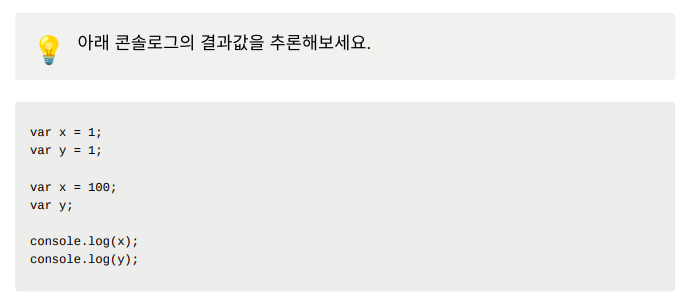 아래 콘솔로그의 결과값을 추론해보세요.
var x = 1;
var y = 1;
var x = 100;
var y;
console.log(x);
console.log(y);